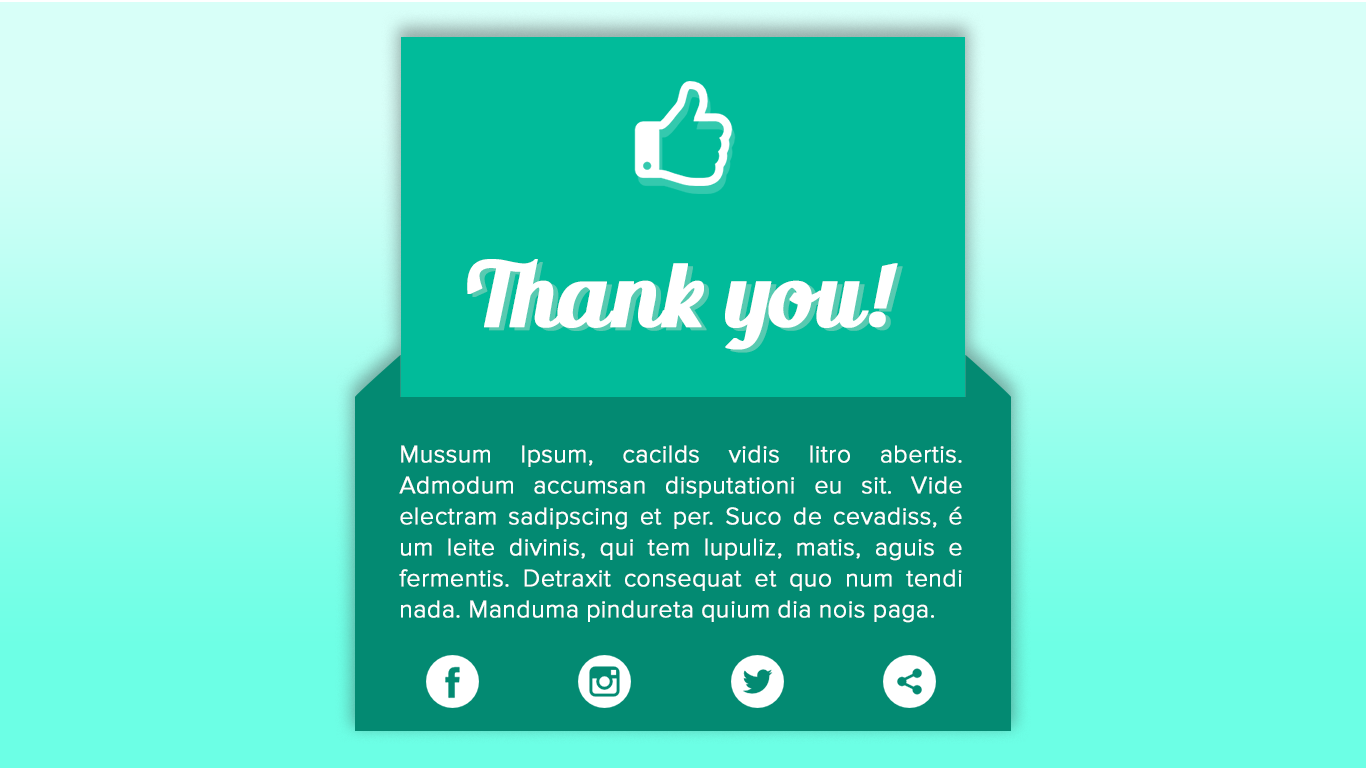 Thank you!
Mussum Ipsum, cacilds vidis litro abertis.
Admodum accumsan disputationi eu sit. Vide
electram sadipscing et per. Suco de cevadiss, é
um leite divinis, qui tem lupuliz, matis, aguis e
fermentis. Detraxit consequat et quo num tendi
nada. Manduma pindureta quium dia nois paga.